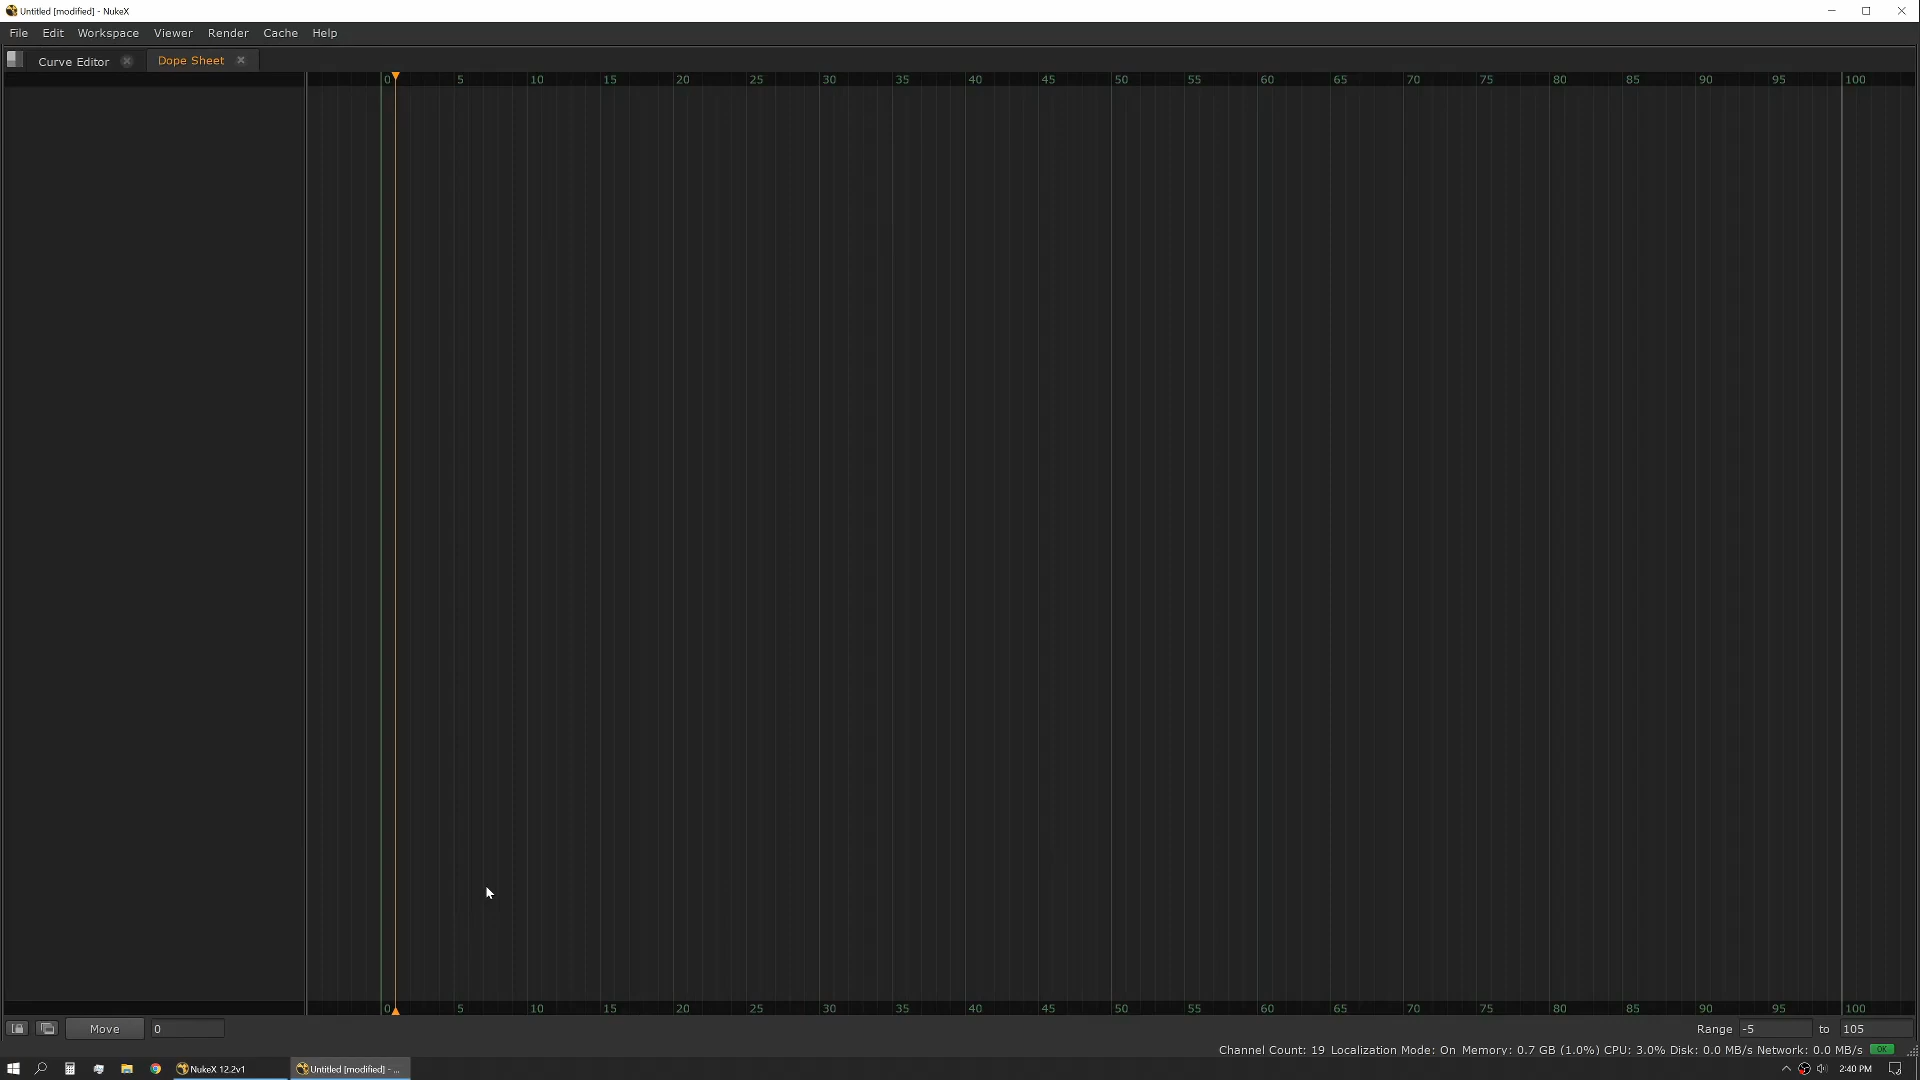 Untitled [modified] - NukeX
File Edit Workspace Viewer Render Cache Help
Curve Editor Dope Sheet
0 5 10 15 20 25 30 35 40 45 50 55 60 65 70 75 80 85 90 95 100
0 5 10 15 20 25 30 35 40 45 50 55 60 65 70 75 80 85 90 95 100
Move 0 Range -5 to 105
Channel Count: 19 Localization Mode: On Memory: 0.7 GB (1.0%) CPU: 3.0% Disk: 0.0 MB/s Network: 0.0 MB/s OK
NukeX 12.2v1 Untitled [modified] - ... 2:40 PM